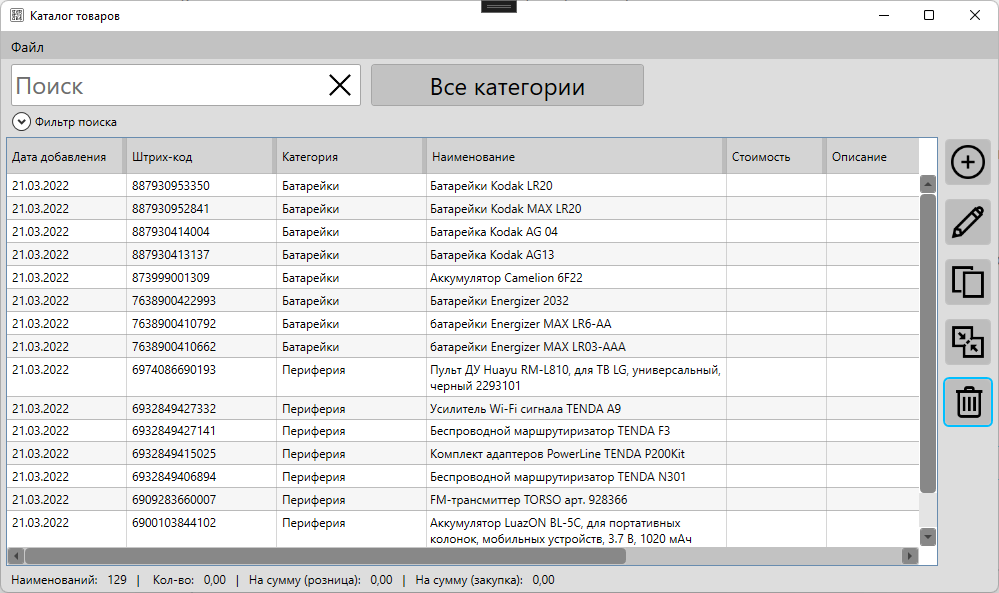 Каталог товаров
Файл
Поиск
Все категории
Фильтр поиска
Дата добавления Штрих-код Категория Наименование Стоимость Описание
21.03.2022 887930953350 Батарейки Батарейки Kodak LR20
21.03.2022 887930952841 Батарейки Батарейки Kodak MAX LR20
21.03.2022 887930414004 Батарейки Батарейка Kodak AG 04
21.03.2022 887930413137 Батарейки Батарейка Kodak AG13
21.03.2022 873999001309 Батарейки Аккумулятор Camelion 6F22
21.03.2022 7638900422993 Батарейки Батарейки Energizer 2032
21.03.2022 7638900410792 Батарейки батарейки Energizer MAX LR6-AA
21.03.2022 7638900410662 Батарейки батарейки Energizer MAX LR03-AAA
21.03.2022 6974086690193 Периферия Пульт ДУ Huayu RM-L810, для ТВ LG, универсальный,
черный 2293101
21.03.2022 6932849427332 Периферия Усилитель Wi-Fi сигнала TENDA A9
21.03.2022 6932849427141 Периферия Беспроводной маршрутиризатор TENDA F3
21.03.2022 6932849415025 Периферия Комплект адаптеров PowerLine TENDA P200Kit
21.03.2022 6932849406894 Периферия Беспроводной маршрутиризатор TENDA N301
21.03.2022 6909283660007 Периферия FM-трансмиттер TORSO арт. 928366
21.03.2022 6900103844102 Периферия Аккумулятор LuazON BL-5C, для портативных
колонок, мобильных устройств, 3.7 В, 1020 мАч
Наименований: 129 | Кол-во: 0,00 | На сумму (розница): 0,00 | На сумму (закупка): 0,00